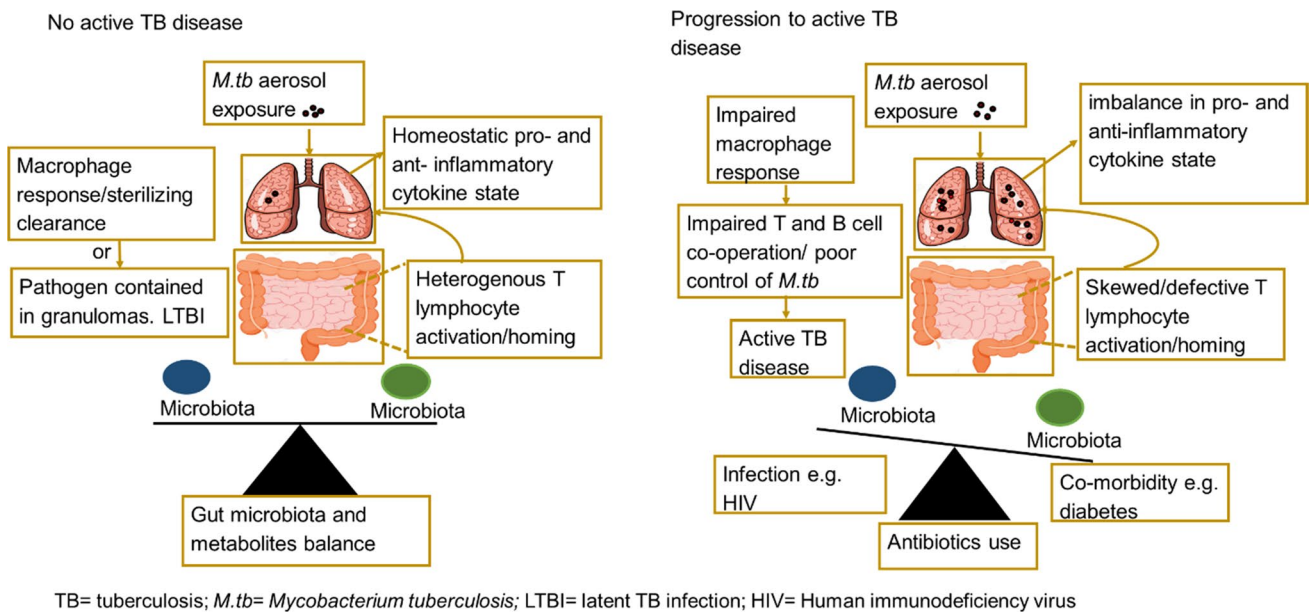 No active TB disease
M.tb aerosol
exposure
Homeostatic pro- and
ant- inflammatory
cytokine state
Macrophage
response/sterilizing
clearance
or
Pathogen contained
in granulomas. LTBI
Heterogenous T
lymphocyte
activation/homing
Microbiota
Microbiota
Gut microbiota and
metabolites balance
Progression to active TB
disease
M.tb aerosol
exposure
imbalance in pro- and
anti-inflammatory
cytokine state
Impaired
macrophage
response
Impaired T and B cell
co-operation/ poor
control of M.tb
Active TB
disease
Skewed/defective T
lymphocyte
activation/homing
Microbiota
Microbiota
Infection e.g.
HIV
Co-morbidity e.g.
diabetes
Antibiotics use
TB= tuberculosis; M.tb= Mycobacterium tuberculosis; LTBI= latent TB infection; HIV= Human immunodeficiency virus